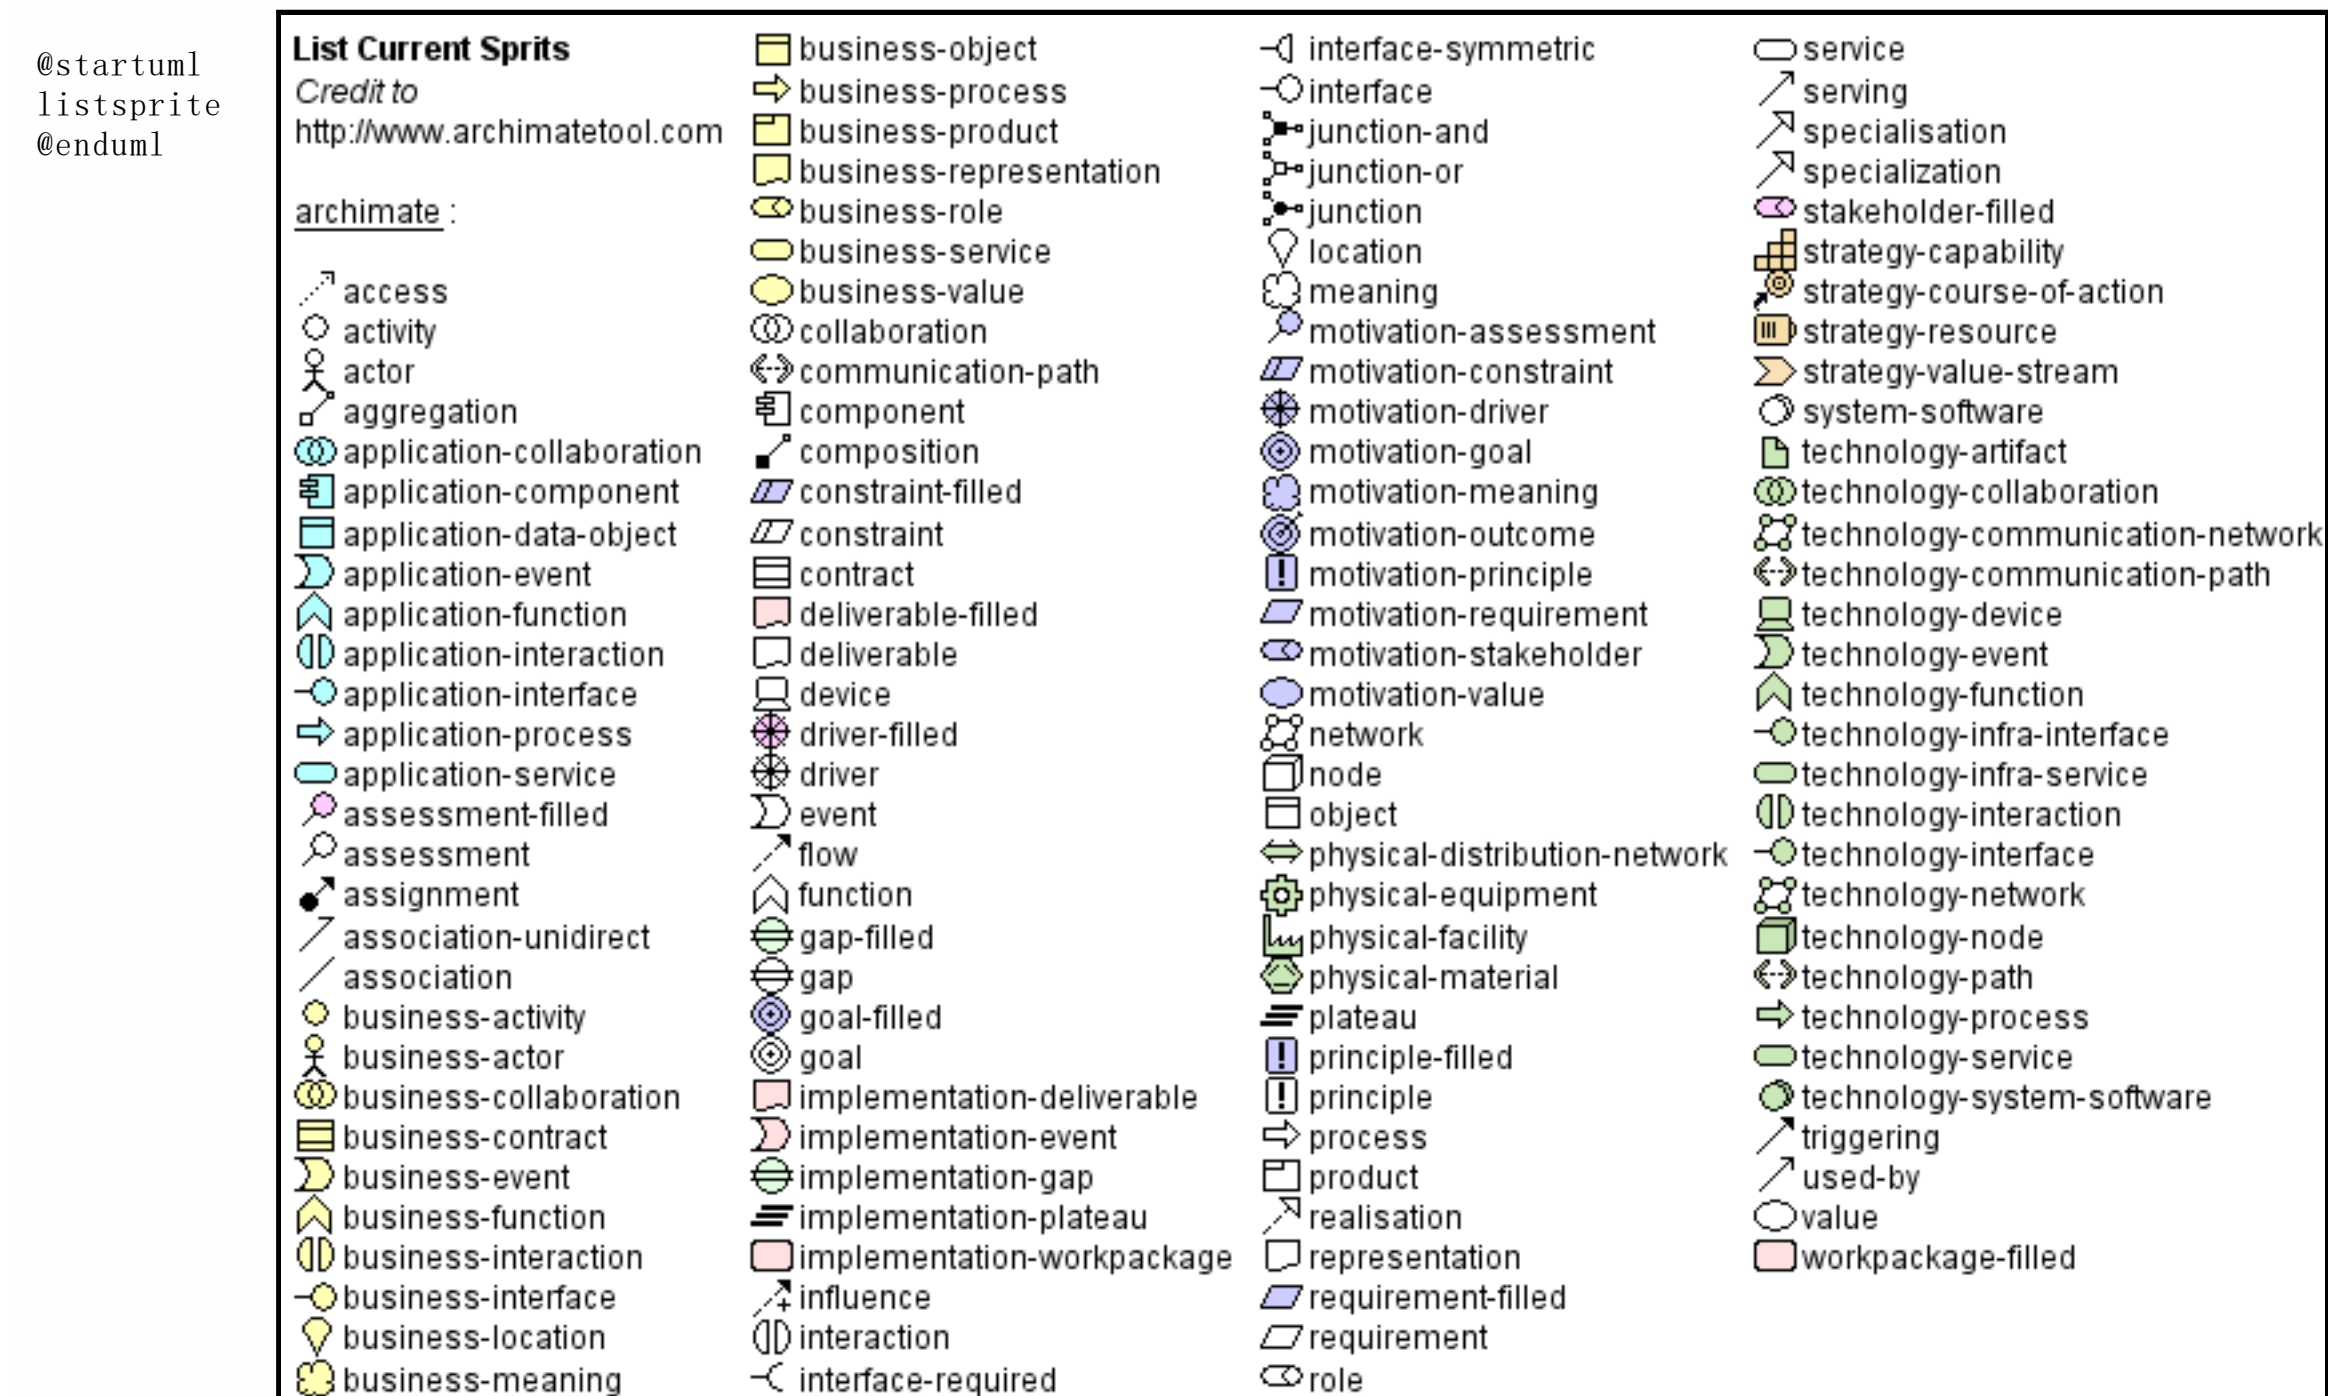 @startuml
listsprite
@enduml
List Current Sprits
Credit to
http://www.archimatetool.com
archimate :
access
activity
actor
aggregation
application-collaboration
application-component
application-data-object
application-event
application-function
application-interaction
application-interface
application-process
application-service
assessment-filled
assessment
assignment
association-unidirect
association
business-activity
business-actor
business-collaboration
business-contract
business-event
business-function
business-interaction
business-interface
business-location
business-meaning
business-object
business-process
business-product
business-representation
business-role
business-service
business-value
collaboration
communication-path
component
composition
constraint-filled
constraint
contract
deliverable-filled
deliverable
device
driver-filled
driver
event
flow
function
gap-filled
gap
goal-filled
goal
implementation-deliverable
implementation-event
implementation-gap
implementation-plateau
implementation-workpackage
influence
interaction
interface-required
interface-symmetric
interface
junction-and
junction-or
junction
location
meaning
motivation-assessment
motivation-constraint
motivation-driver
motivation-goal
motivation-meaning
motivation-outcome
motivation-principle
motivation-requirement
motivation-stakeholder
motivation-value
network
node
object
physical-distribution-network
physical-equipment
physical-facility
physical-material
plateau
principle-filled
principle
process
product
realisation
representation
requirement-filled
requirement
role
service
serving
specialisation
specialization
stakeholder-filled
strategy-capability
strategy-course-of-action
strategy-resource
strategy-value-stream
system-software
technology-artifact
technology-collaboration
technology-communication-network
technology-communication-path
technology-device
technology-event
technology-function
technology-infra-interface
technology-infra-service
technology-interaction
technology-interface
technology-network
technology-node
technology-path
technology-process
technology-service
technology-system-software
triggering
used-by
value
workpackage-filled